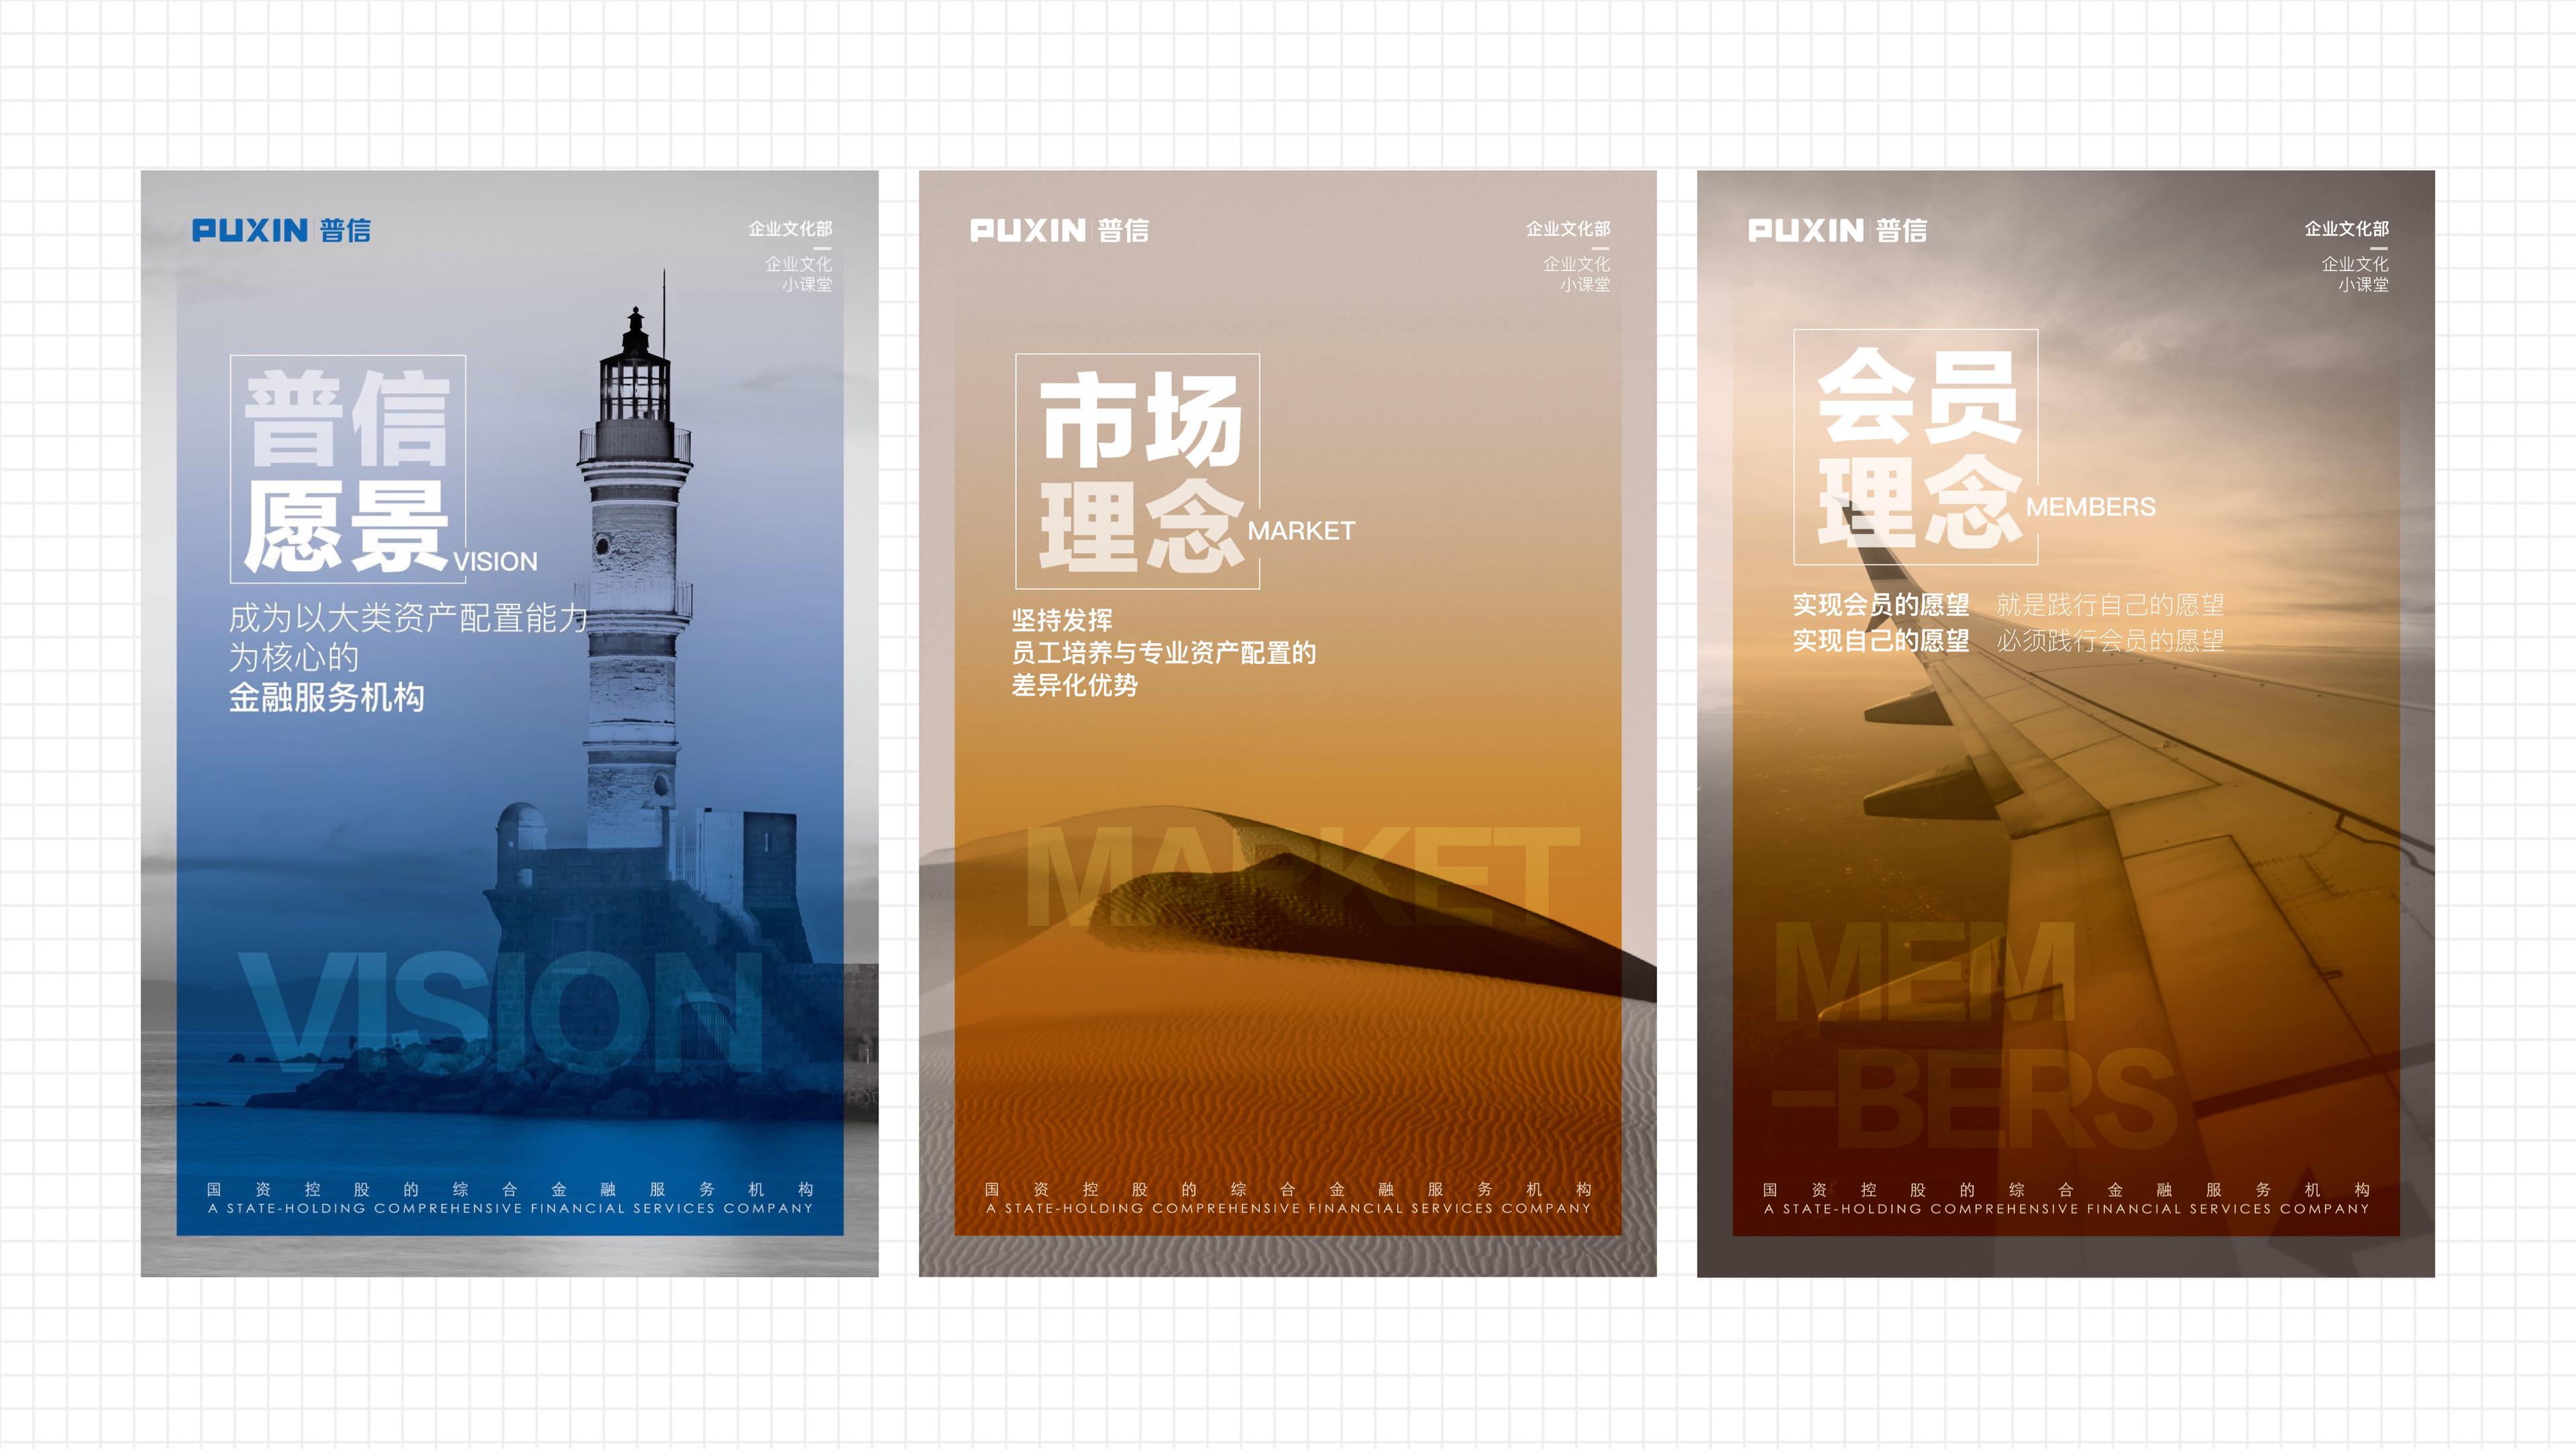 PUXIN 普信
企业文化部
企业文化
小课堂
普信
愿景
VISION
成为以大类资产配置能力
为核心的
金融服务机构
VISION
国资控股的综合金融服务机构
A STATE-HOLDING COMPREHENSIVE FINANCIAL SERVICES COMPANY
PUXIN 普信
企业文化部
企业文化
小课堂
市场
理念
MARKET
坚持发挥
员工培养与专业资产配置的
差异化优势
MARKET
国资控股的综合金融服务机构
A STATE-HOLDING COMPREHENSIVE FINANCIAL SERVICES COMPANY
PUXIN 普信
企业文化部
企业文化
小课堂
会员
理念
MEMBERS
实现会员的愿望 就是践行自己的愿望
实现自己的愿望 必须践行会员的愿望
MEM
-BERS
国资控股的综合金融服务机构
A STATE-HOLDING COMPREHENSIVE FINANCIAL SERVICES COMPANY